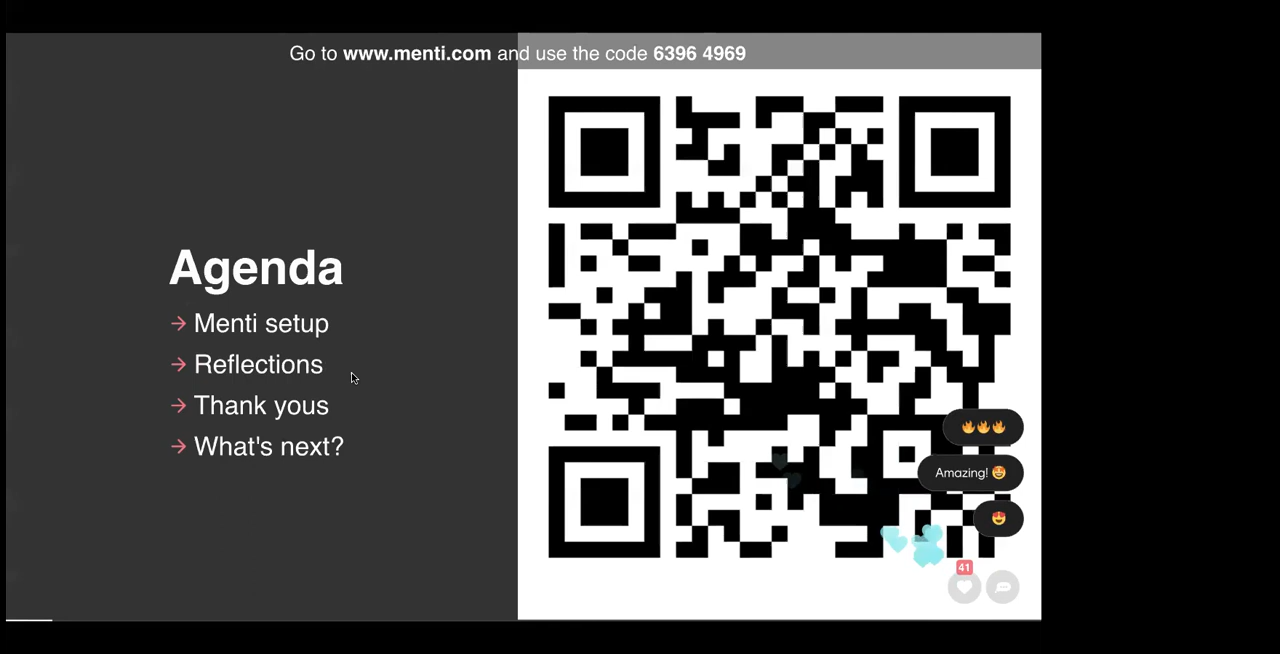 Go to www.menti.com and use the code 6396 4969
Agenda
→ Menti setup
→ Reflections
→ Thank yous
→ What's next?
🔥🔥🔥
Amazing! 🤩
😍
41